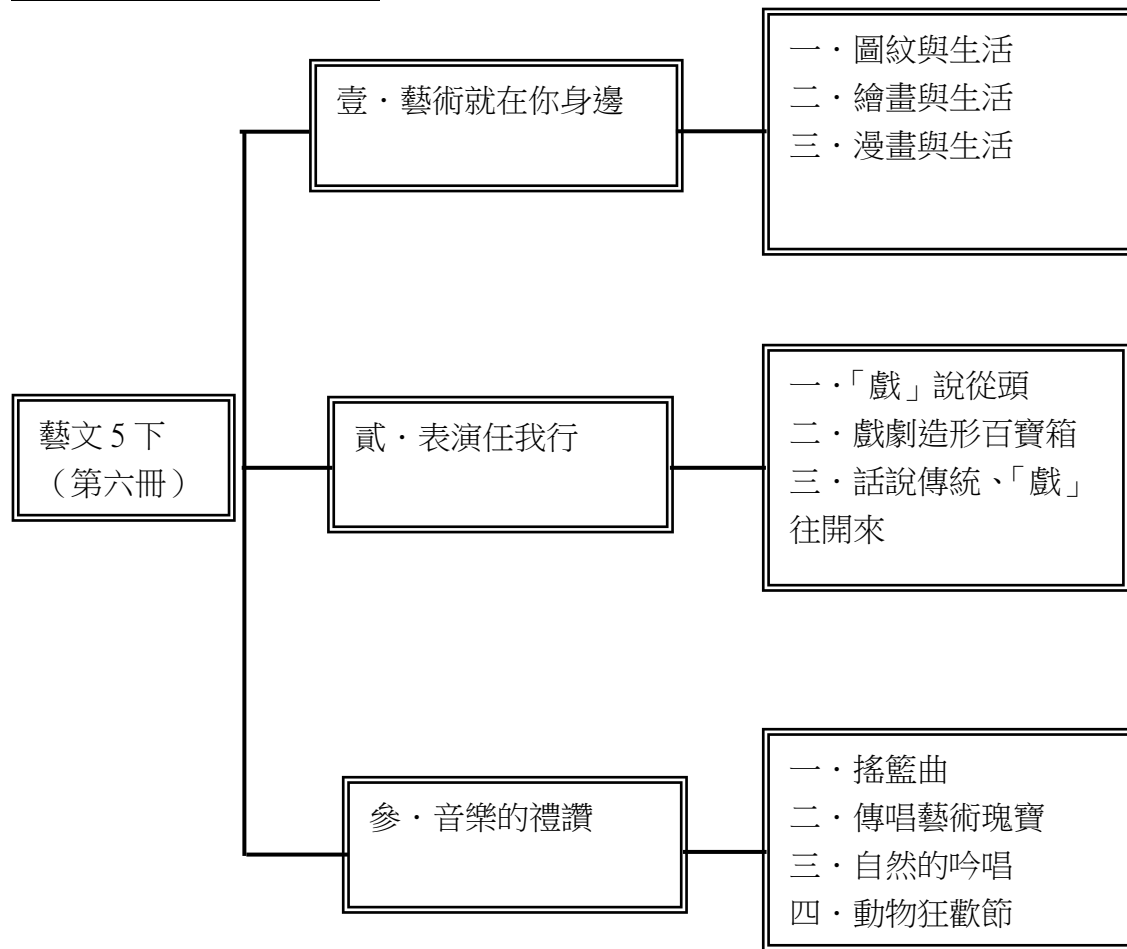 壹．藝術就在你身邊
一．圖紋與生活
二．繪畫與生活
三．漫畫與生活
藝文5下
（第六冊）
貳．表演任我行
一．「戲」說從頭
二．戲劇造形百寶箱
三．話說傳統、「戲」
往開來
參．音樂的禮讚
一．搖籃曲
二．傳唱藝術瑰寶
三．自然的吟唱
四．動物狂歡節